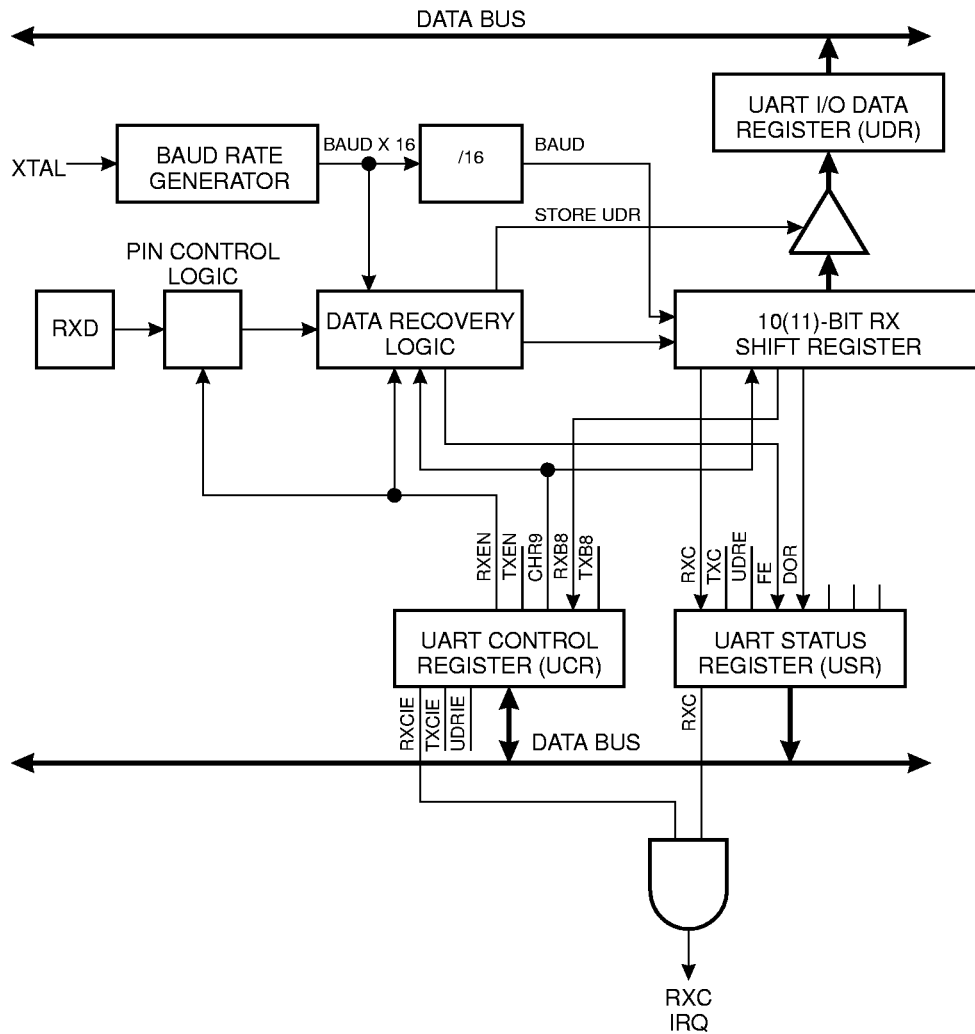 DATA BUS
UART I/O DATA
REGISTER (UDR)
XTAL
BAUD RATE
GENERATOR
BAUD X 16
/16
BAUD
STORE UDR
PIN CONTROL
LOGIC
RXD
DATA RECOVERY
LOGIC
10(11)-BIT RX
SHIFT REGISTER
RXEN
TXEN
CHR9
RXB8
TXB8
RXC
TXC
UDRE
FE
DOR
UART CONTROL
REGISTER (UCR)
UART STATUS
REGISTER (USR)
RXCIE
TXCIE
UDRIE
RXC
DATA BUS
RXC
IRQ